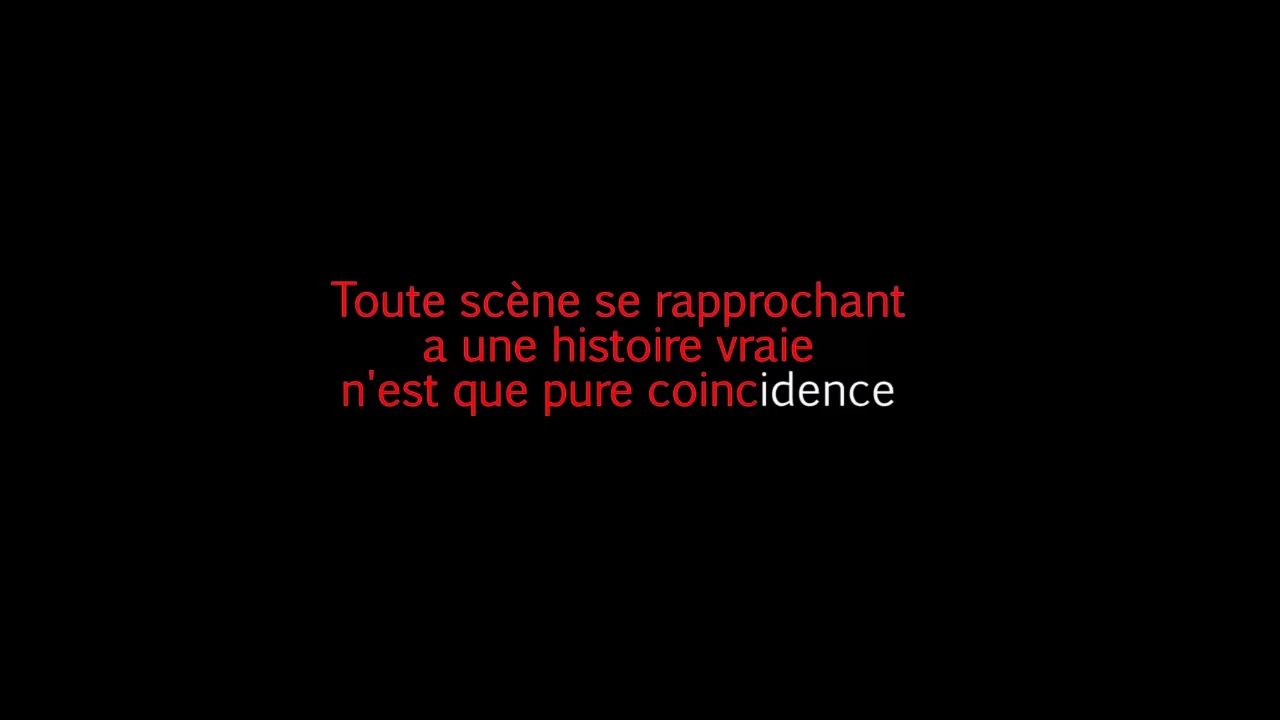 Toute scène se rapprochant
a une histoire vraie
n'est que pure coincidence